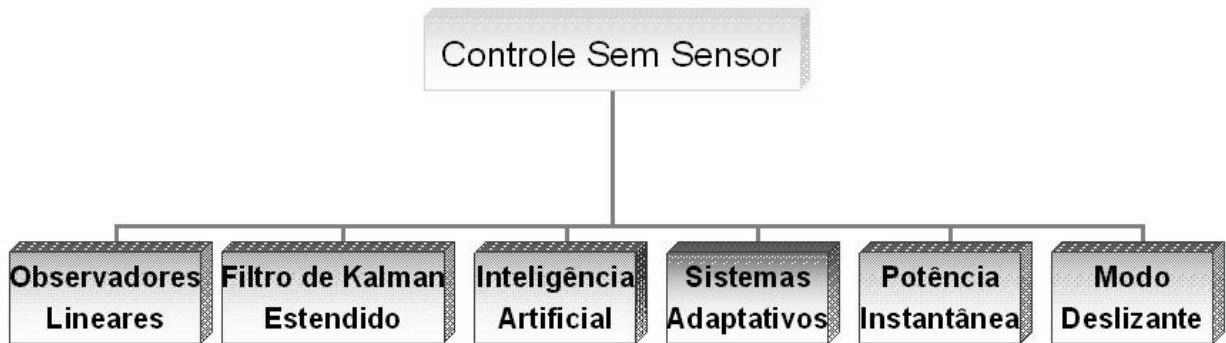 Controle Sem Sensor
Observadores
Lineares
Filtro de Kalman
Estendido
Inteligência
Artificial
Sistemas
Adaptativos
Potência
Instantânea
Modo
Deslizante